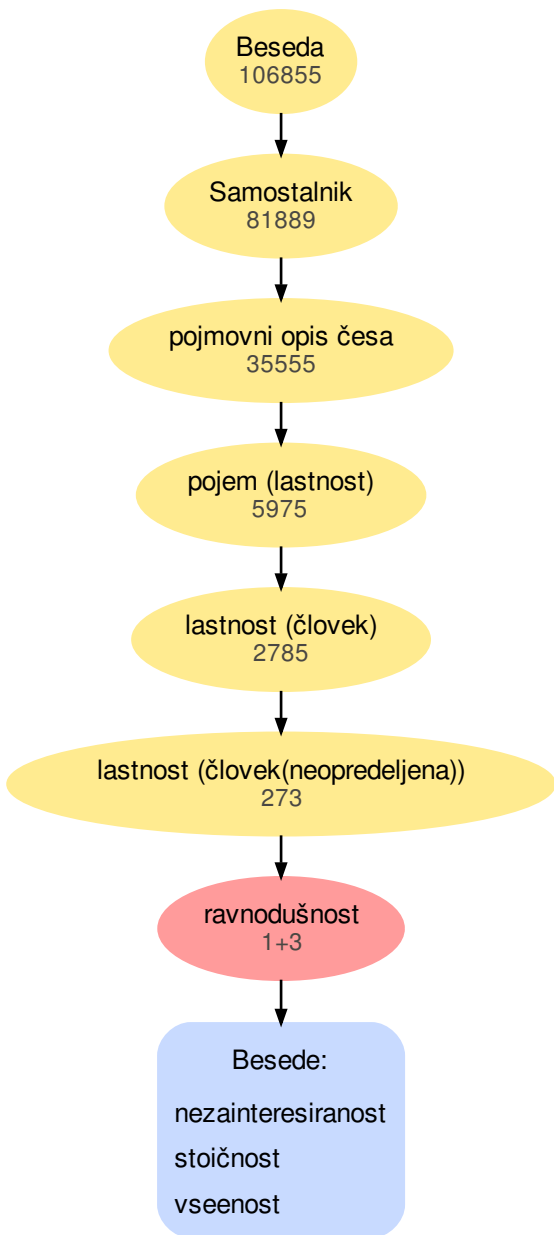 Beseda
106855
Samostalnik
81889
pojmovni opis česa
35555
pojem (lastnost)
5975
lastnost (človek)
2785
lastnost (človek(neopredeljena))
273
ravnodušnost
1+3
Besede:
nezainteresiranost
stoičnost
vseenost